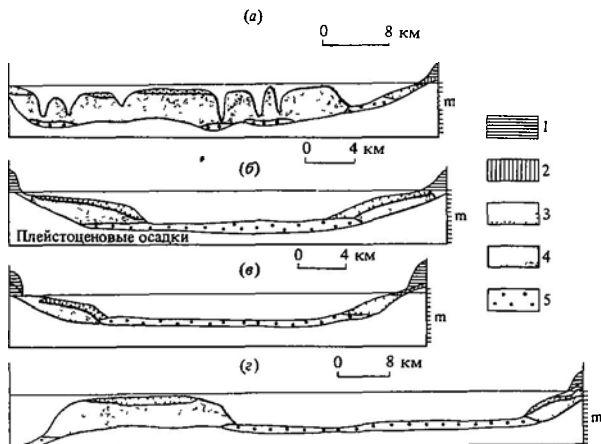 (а)
0 8 км
m
1
0 4 км
(б)
2
3
m
Плейстоценовые осадки
0 4 км
4
(в)
5
m
(г)
0 8 км
m